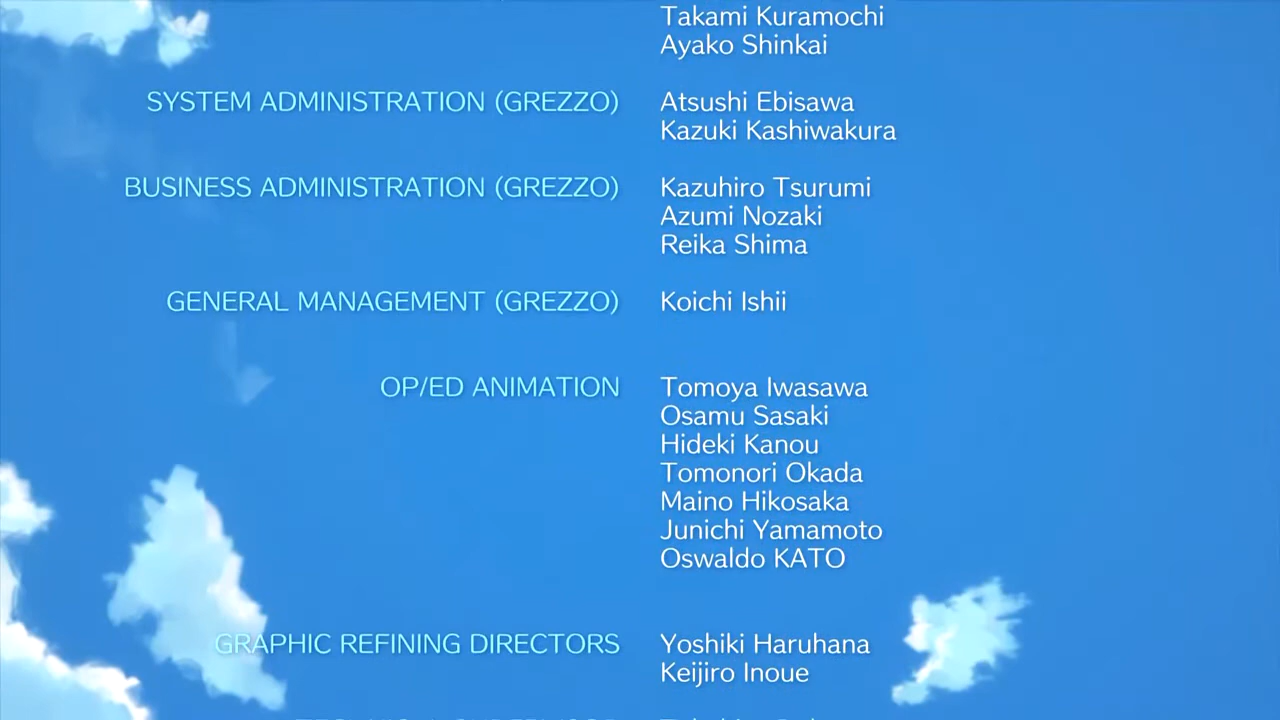 Takami Kuramochi
Ayako Shinkai
SYSTEM ADMINISTRATION (GREZZO) Atsushi Ebisawa
Kazuki Kashiwakura
BUSINESS ADMINISTRATION (GREZZO) Kazuhiro Tsurumi
Azumi Nozaki
Reika Shima
GENERAL MANAGEMENT (GREZZO) Koichi Ishii
OP/ED ANIMATION Tomoya Iwasawa
Osamu Sasaki
Hideki Kanou
Tomonori Okada
Maino Hikosaka
Junichi Yamamoto
Oswaldo KATO
GRAPHIC REFINING DIRECTORS Yoshiki Haruhana
Keijiro Inoue